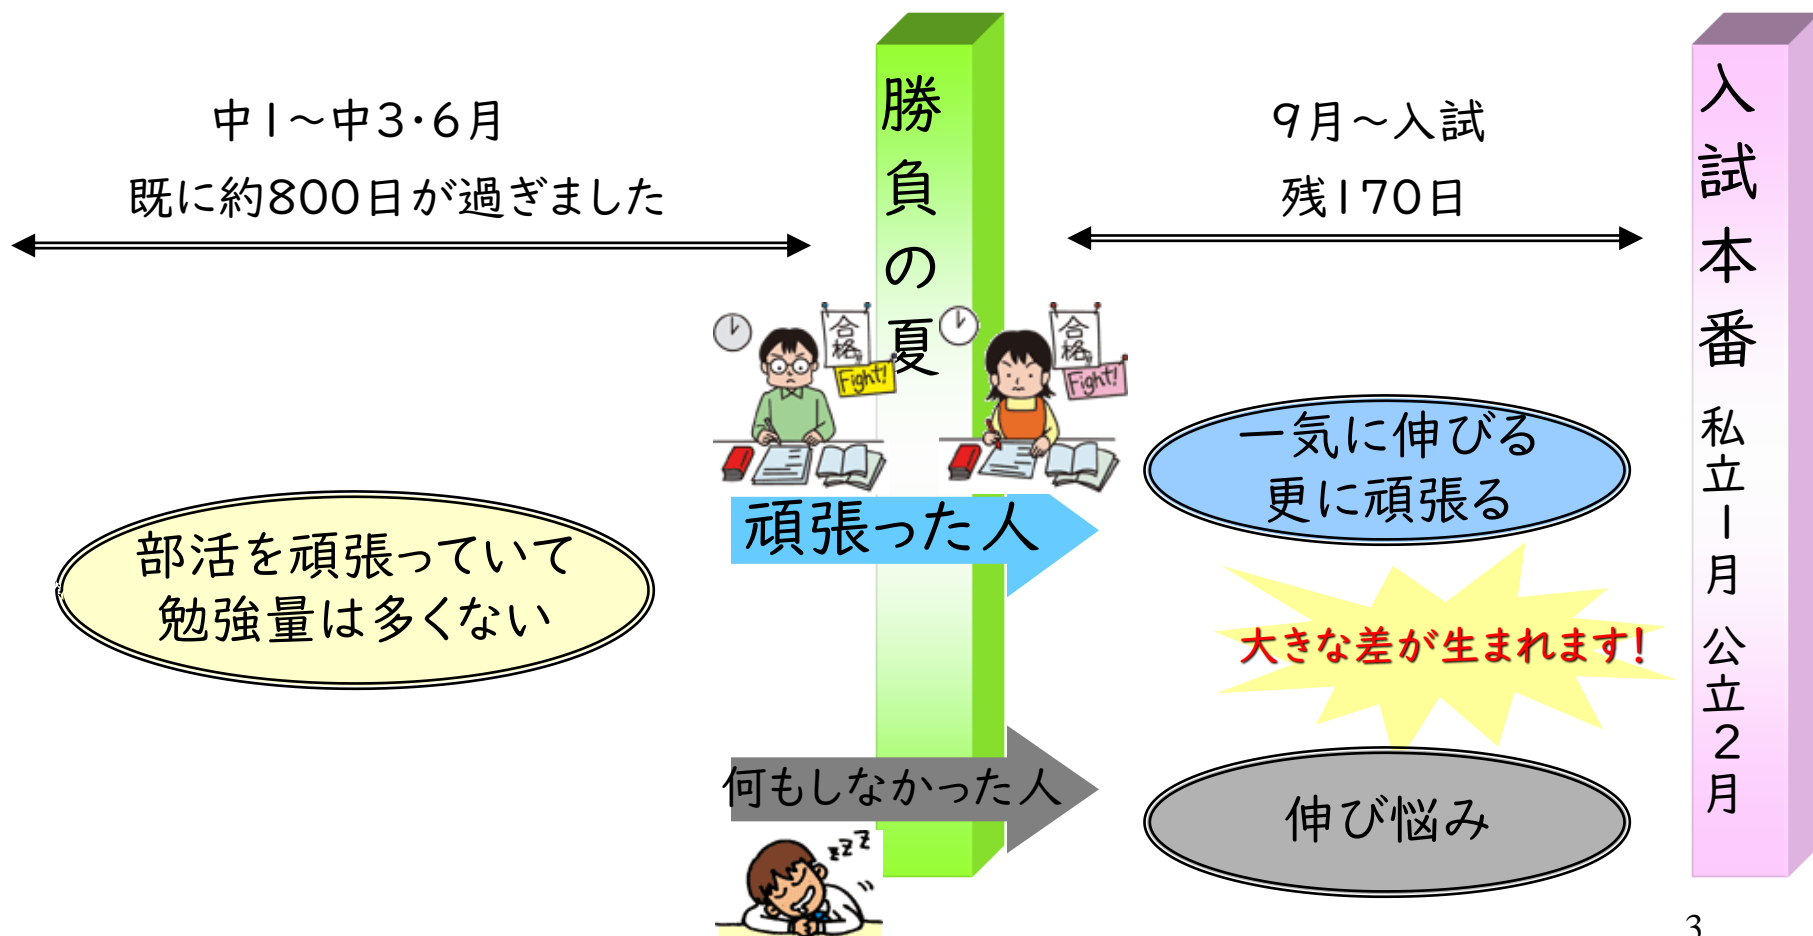 中1～中3・6月
既に約800日が過ぎました
勝負の夏
9月～入試
残170日
入試本番 私立1月 公立2月
合格
Fight!
合格
Fight!
部活を頑張っていて
勉強量は多くない
頑張った人
一気に伸びる
更に頑張る
大きな差が生まれます!
何もしなかった人
伸び悩み
zzz
3